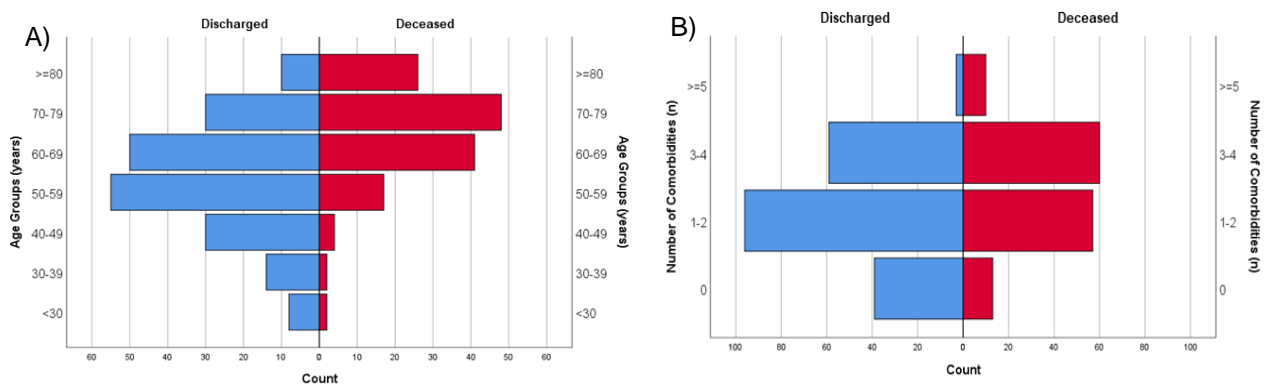 A)
Discharged Deceased
Age Groups (years)
>=80 >=80
70-79 70-79
60-69 60-69
50-59 50-59
40-49 40-49
30-39 30-39
<30 <30
Age Groups (years)
60 50 40 30 20 10 0 10 20 30 40 50 60
Count
B)
Discharged Deceased
Number of Comorbidities (n)
>=5 >=5
3-4 3-4
1-2 1-2
0 0
Number of Comorbidities (n)
100 80 60 40 20 0 20 40 60 80 100
Count